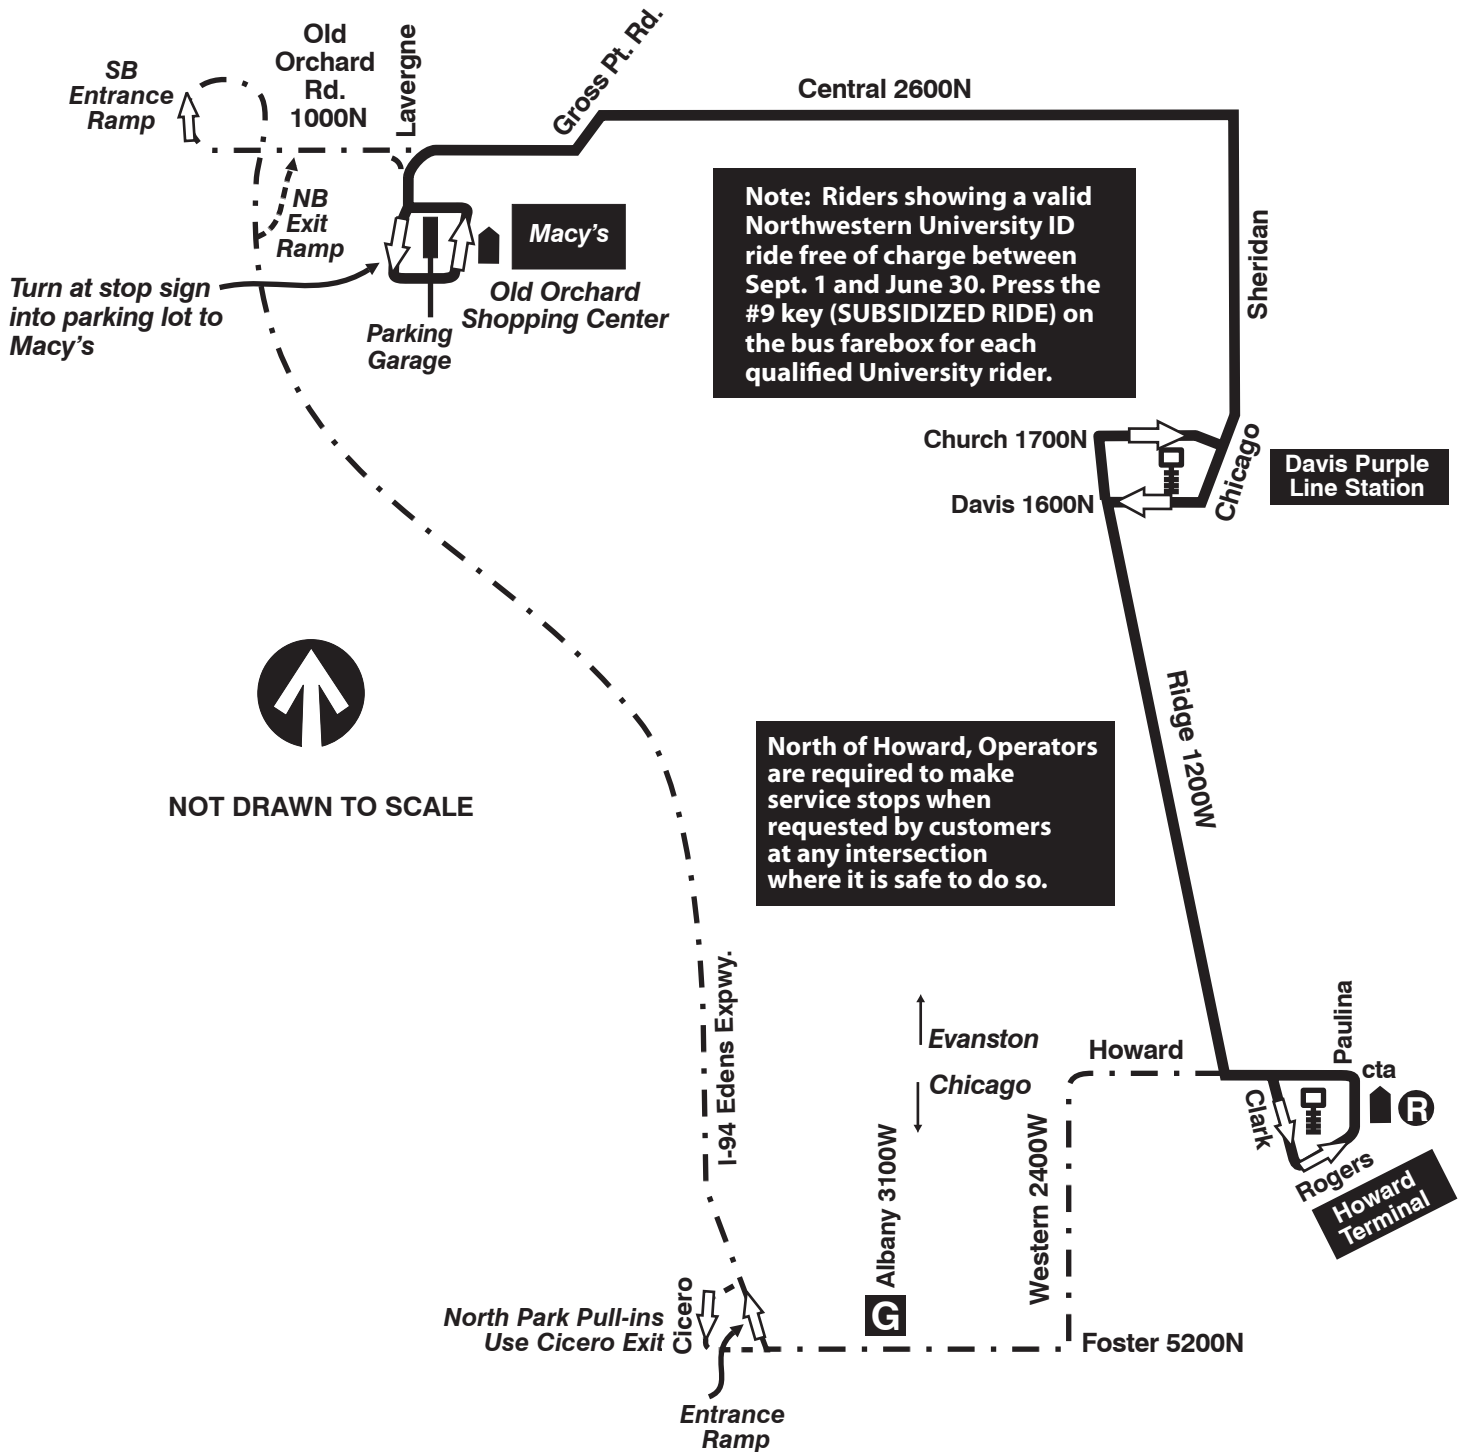 SB
Entrance
Ramp
Old
Orchard
Rd.
1000N
Lavergne
Gross Pt. Rd.
Central 2600N
NB
Exit
Ramp
Macy's
Old Orchard
Shopping Center
Turn at stop sign
into parking lot to
Macy's
Parking
Garage
Note: Riders showing a valid
Northwestern University ID
ride free of charge between
Sept. 1 and June 30. Press the
#9 key (SUBSIDIZED RIDE) on
the bus farebox for each
qualified University rider.
Sheridan
Church 1700N
Davis 1600N
Chicago
Davis Purple
Line Station
NOT DRAWN TO SCALE
Ridge 1200W
North of Howard, Operators
are required to make
service stops when
requested by customers
at any intersection
where it is safe to do so.
I-94 Edens Expwy.
Evanston
Chicago
Howard
Paulina
cta
R
Clark
Rogers
Howard
Terminal
Albany 3100W
Western 2400W
G
Cicero
North Park Pull-ins
Use Cicero Exit
Foster 5200N
Entrance
Ramp